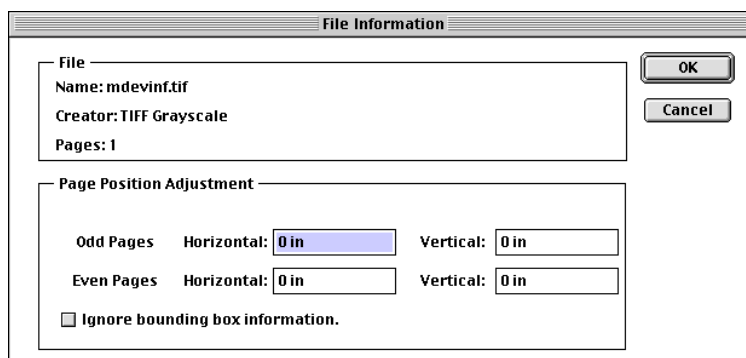 File Information
File
Name: mdevinf.tif
Creator: TIFF Grayscale
Pages: 1
OK
Cancel
Page Position Adjustment
Odd Pages Horizontal: 0 in Vertical: 0 in
Even Pages Horizontal: 0 in Vertical: 0 in
Ignore bounding box information.